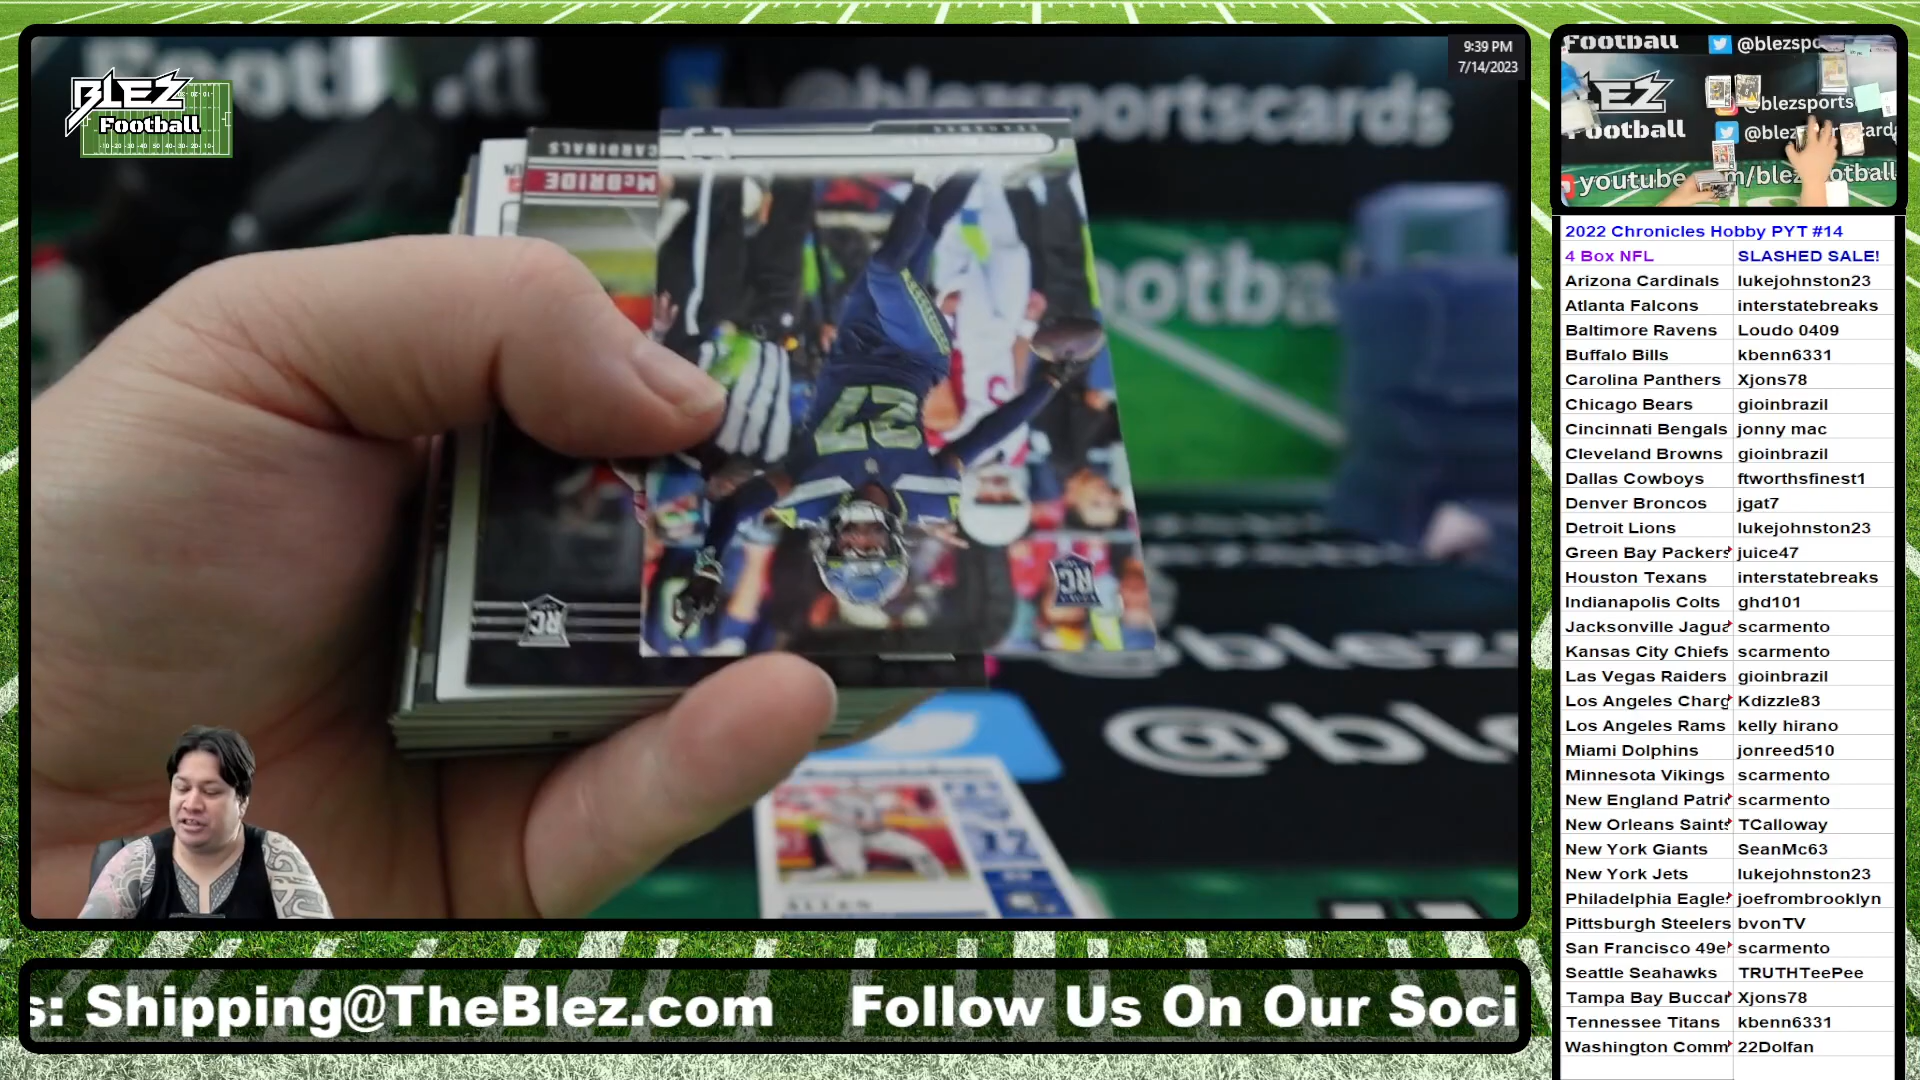 9:39 PM
7/14/2023
BLEZ
Football
@blezsportscards
CARDINALS
McBRIDE
27
RC
RC
ALLEN
s: Shipping@TheBlez.com Follow Us On Our Soci
Football @blezspo
Football
@blezsports
youtube
m/blez
2022 Chronicles Hobby PYT #14
4 Box NFL SLASHED SALE!
Arizona Cardinals lukejohnston23
Atlanta Falcons interstatebreaks
Baltimore Ravens Loudo 0409
Buffalo Bills kbenn6331
Carolina Panthers Xjons78
Chicago Bears gioinbrazil
Cincinnati Bengals jonny mac
Cleveland Browns gioinbrazil
Dallas Cowboys ftworthsfinest1
Denver Broncos jgat7
Detroit Lions lukejohnston23
Green Bay Packers juice47
Houston Texans interstatebreaks
Indianapolis Colts ghd101
Jacksonville Jagua scarmento
Kansas City Chiefs scarmento
Las Vegas Raiders gioinbrazil
Los Angeles Charg Kdizzle83
Los Angeles Rams kelly hirano
Miami Dolphins jonreed510
Minnesota Vikings scarmento
New England Patric scarmento
New Orleans Saints TCalloway
New York Giants SeanMc63
New York Jets lukejohnston23
Philadelphia Eagle joefrombrooklyn
Pittsburgh Steelers bvonTV
San Francisco 49e scarmento
Seattle Seahawks TRUTHTeePee
Tampa Bay Buccan Xjons78
Tennessee Titans kbenn6331
Washington Comm 22Dolfan